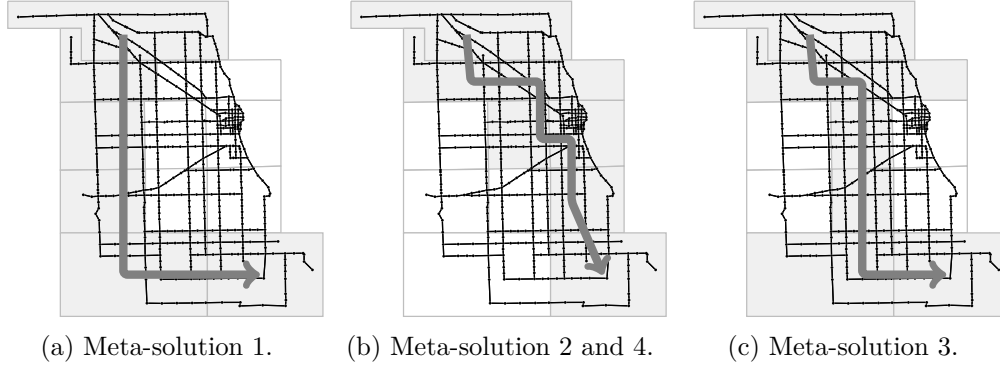 (a) Meta-solution 1.
(b) Meta-solution 2 and 4.
(c) Meta-solution 3.